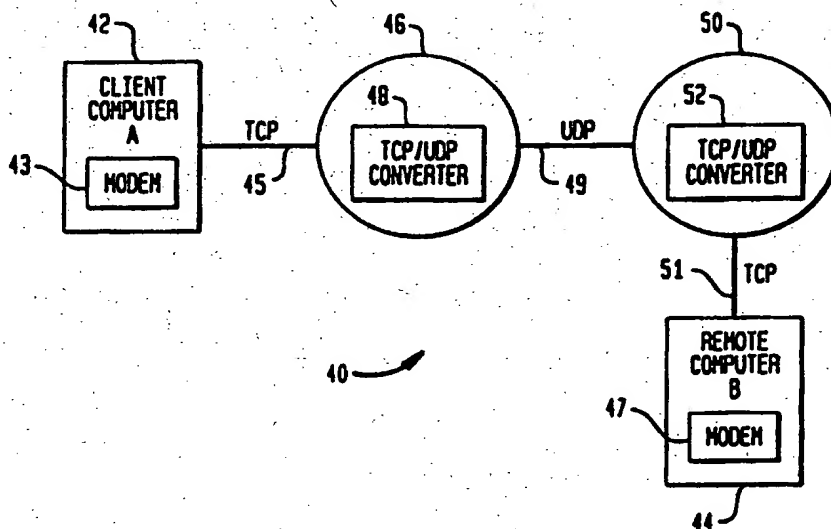 42
46
50
CLIENT
COMPUTER
A
43
MODEM
TCP
45
48
TCP/UDP
CONVERTER
UDP
49
52
TCP/UDP
CONVERTER
51
TCP
40
REMOTE
COMPUTER
B
47
MODEM
44